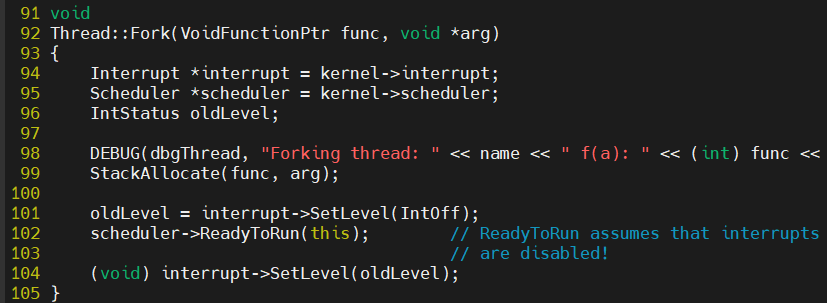 91 void
92 Thread::Fork(VoidFunctionPtr func, void *arg)
93 {
94     Interrupt *interrupt = kernel->interrupt;
95     Scheduler *scheduler = kernel->scheduler;
96     IntStatus oldLevel;
97
98     DEBUG(dbgThread, "Forking thread: " << name << " f(a): " << (int) func <<
99     StackAllocate(func, arg);
100
101     oldLevel = interrupt->SetLevel(IntOff);
102     scheduler->ReadyToRun(this);        // ReadyToRun assumes that interrupts
103                                         // are disabled!
104     (void) interrupt->SetLevel(oldLevel);
105 }